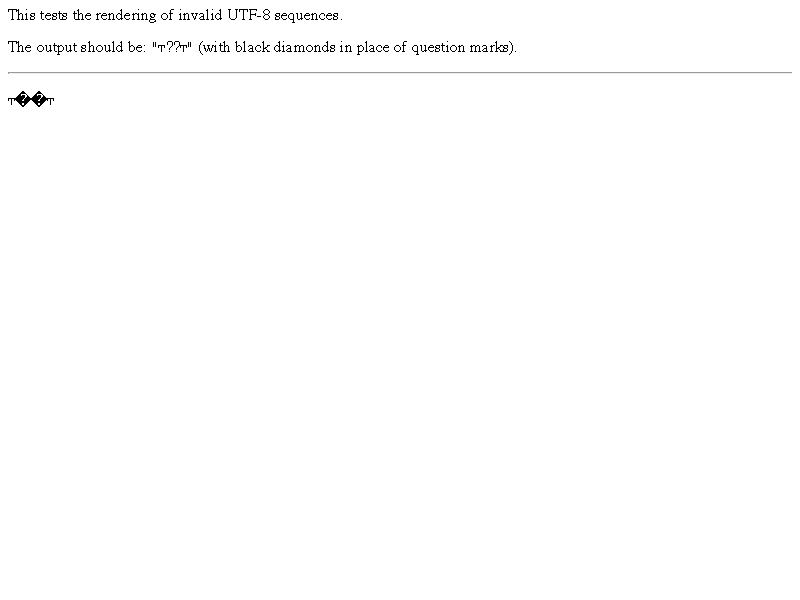 This tests the rendering of invalid UTF-8 sequences.
The output should be: "т??т" (with black diamonds in place of question marks).
т��т